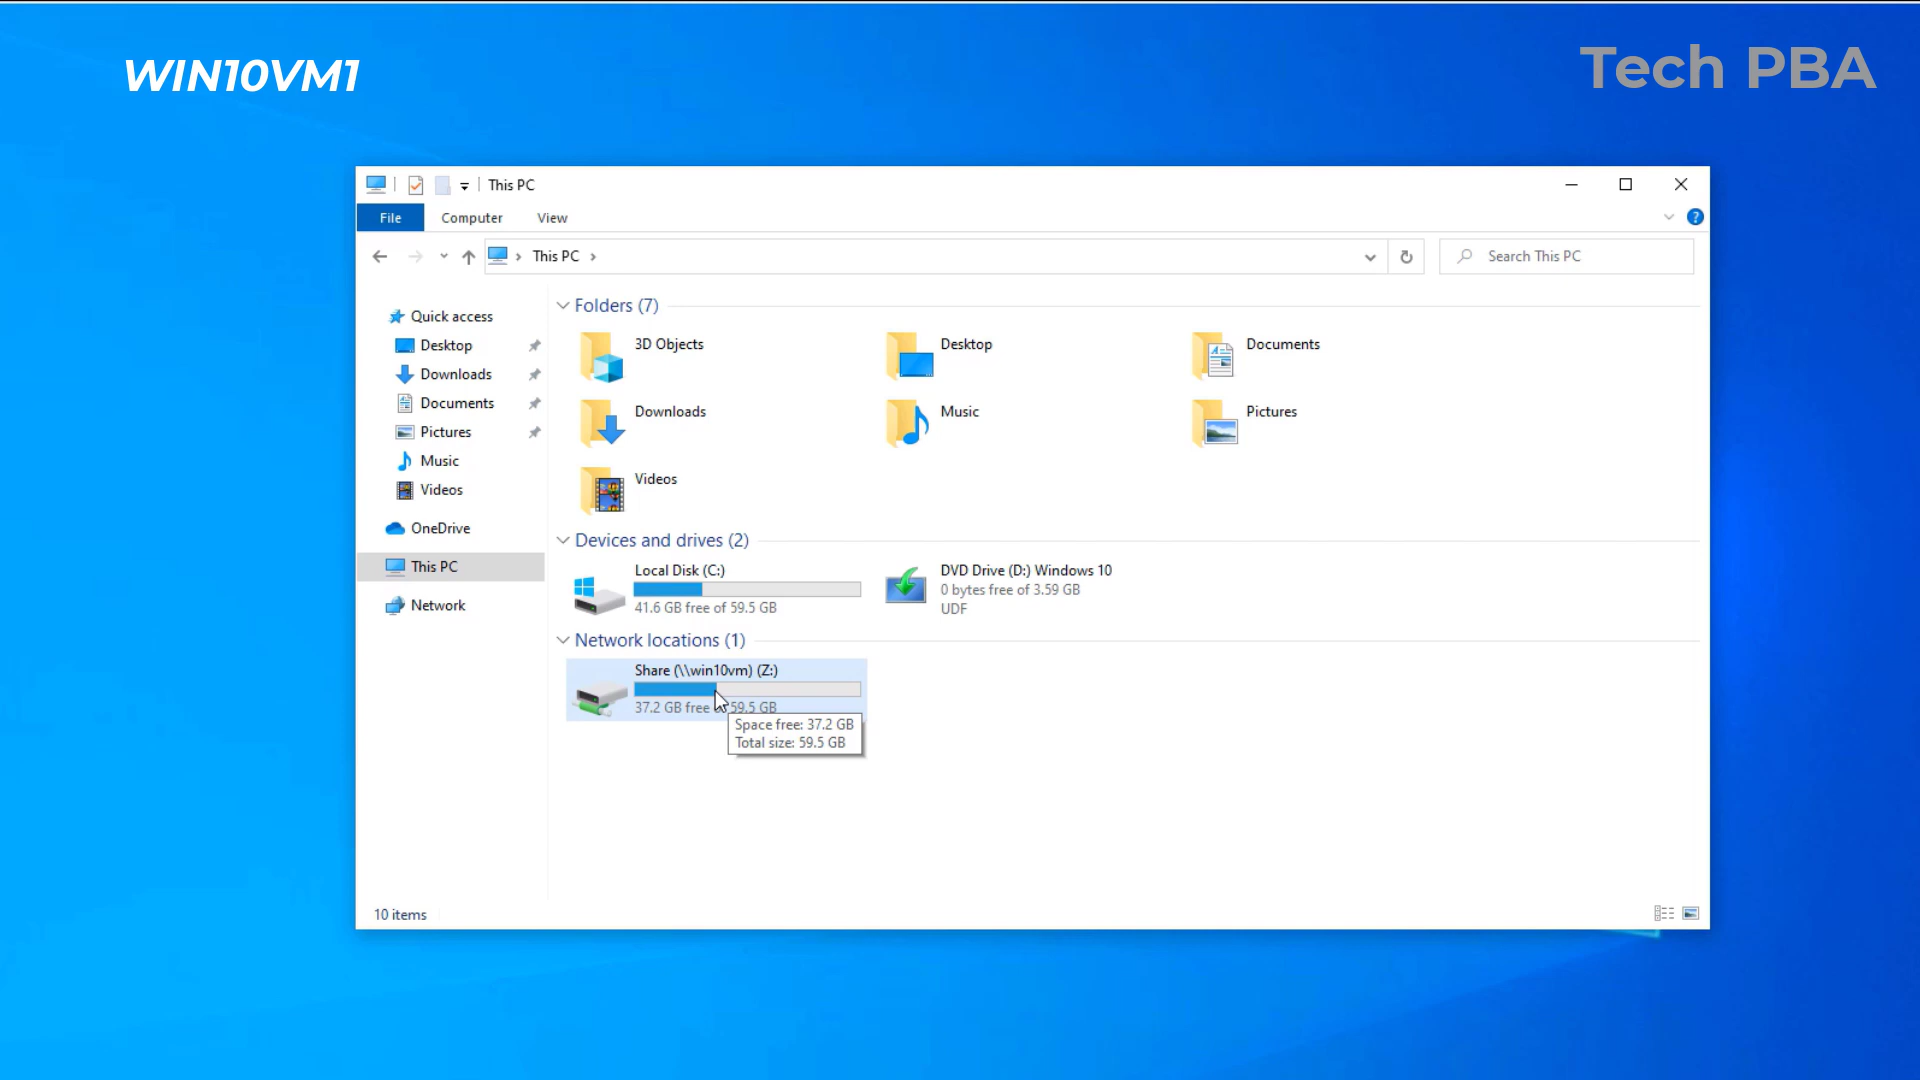 WIN10VM1
Tech PBA
This PC
File
Computer
View
This PC
Search This PC
Quick access
Desktop
Downloads
Documents
Pictures
Music
Videos
OneDrive
This PC
Network
Folders (7)
3D Objects
Desktop
Documents
Downloads
Music
Pictures
Videos
Devices and drives (2)
Local Disk (C:)
41.6 GB free of 59.5 GB
DVD Drive (D:) Windows 10
0 bytes free of 3.59 GB
UDF
Network locations (1)
Share (\\win10vm) (Z:)
37.2 GB free of 59.5 GB
Space free: 37.2 GB
Total size: 59.5 GB
10 items